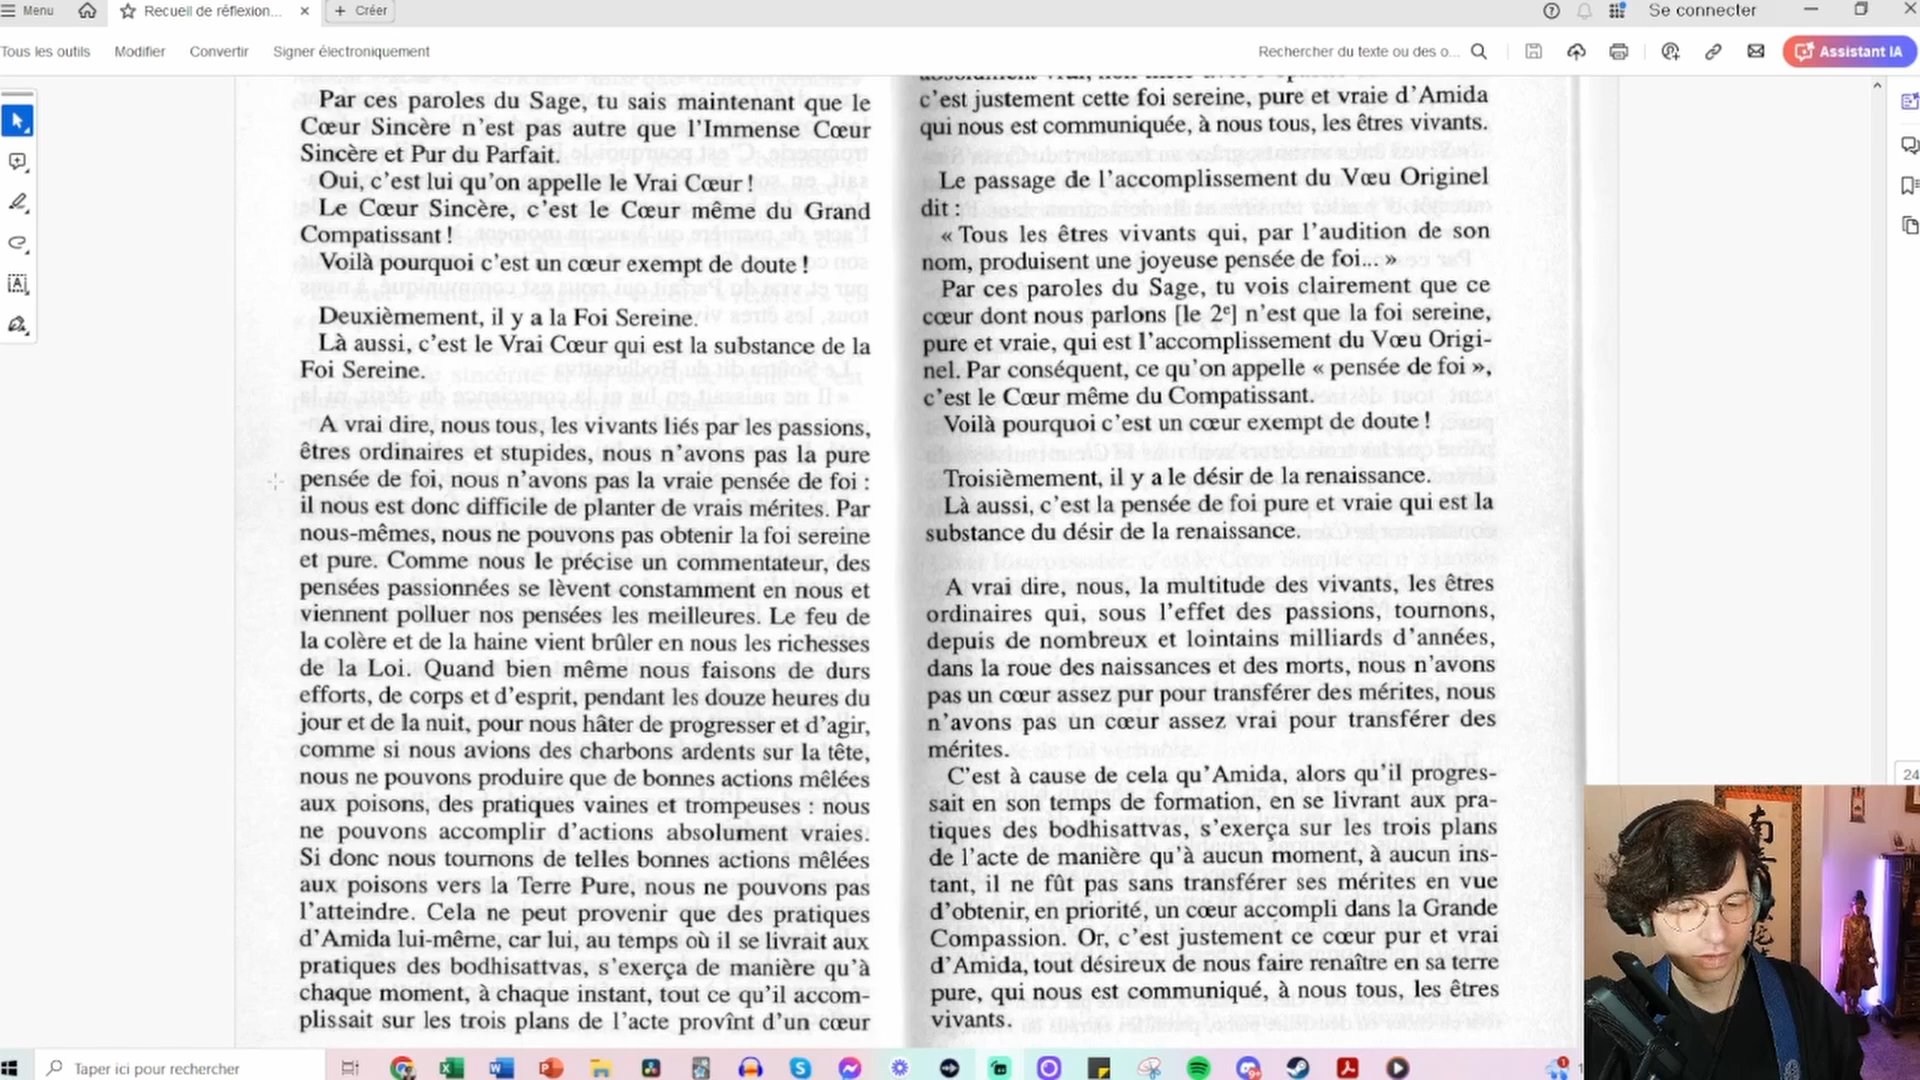 Menu
Recueil de réflexion...
Créer
Se connecter
Tous les outils
Modifier
Convertir
Signer électroniquement
Rechercher du texte ou des o...
Assistant IA
Par ces paroles du Sage, tu sais maintenant que le
Cœur Sincère n'est pas autre que l'Immense Cœur
Sincère et Pur du Parfait.
Oui, c'est lui qu'on appelle le Vrai Cœur !
Le Cœur Sincère, c'est le Cœur même du Grand
Compatissant !
Voilà pourquoi c'est un cœur exempt de doute !
Deuxièmement, il y a la Foi Sereine.
Là aussi, c'est le Vrai Cœur qui est la substance de la
Foi Sereine.
A vrai dire, nous tous, les vivants liés par les passions,
êtres ordinaires et stupides, nous n'avons pas la pure
pensée de foi, nous n'avons pas la vraie pensée de foi :
il nous est donc difficile de planter de vrais mérites. Par
nous-mêmes, nous ne pouvons pas obtenir la foi sereine
et pure. Comme nous le précise un commentateur, des
pensées passionnées se lèvent constamment en nous et
viennent polluer nos pensées les meilleures. Le feu de
la colère et de la haine vient brûler en nous les richesses
de la Loi. Quand bien même nous faisons de durs
efforts, de corps et d'esprit, pendant les douze heures du
jour et de la nuit, pour nous hâter de progresser et d'agir,
comme si nous avions des charbons ardents sur la tête,
nous ne pouvons produire que de bonnes actions mêlées
aux poisons, des pratiques vaines et trompeuses : nous
ne pouvons accomplir d'actions absolument vraies.
Si donc nous tournons de telles bonnes actions mêlées
aux poisons vers la Terre Pure, nous ne pouvons pas
l'atteindre. Cela ne peut provenir que des pratiques
d'Amida lui-même, car lui, au temps où il se livrait aux
pratiques des bodhisattvas, s'exerça de manière qu'à
chaque moment, à chaque instant, tout ce qu'il accom-
plissait sur les trois plans de l'acte provînt d'un cœur
c'est justement cette foi sereine, pure et vraie d'Amida
qui nous est communiquée, à nous tous, les êtres vivants.
Le passage de l'accomplissement du Vœu Originel
dit :
« Tous les êtres vivants qui, par l'audition de son
nom, produisent une joyeuse pensée de foi... »
Par ces paroles du Sage, tu vois clairement que ce
cœur dont nous parlons [le 2e] n'est que la foi sereine,
pure et vraie, qui est l'accomplissement du Vœu Origi-
nel. Par conséquent, ce qu'on appelle « pensée de foi »,
c'est le Cœur même du Compatissant.
Voilà pourquoi c'est un cœur exempt de doute !
Troisièmement, il y a le désir de la renaissance.
Là aussi, c'est la pensée de foi pure et vraie qui est la
substance du désir de la renaissance.
A vrai dire, nous, la multitude des vivants, les êtres
ordinaires qui, sous l'effet des passions, tournons,
depuis de nombreux et lointains milliards d'années,
dans la roue des naissances et des morts, nous n'avons
pas un cœur assez pur pour transférer des mérites, nous
n'avons pas un cœur assez vrai pour transférer des
mérites.
C'est à cause de cela qu'Amida, alors qu'il progres-
sait en son temps de formation, en se livrant aux pra-
tiques des bodhisattvas, s'exerça sur les trois plans
de l'acte de manière qu'à aucun moment, à aucun ins-
tant, il ne fût pas sans transférer ses mérites en vue
d'obtenir, en priorité, un cœur accompli dans la Grande
Compassion. Or, c'est justement ce cœur pur et vrai
d'Amida, tout désireux de nous faire renaître en sa terre
pure, qui nous est communiqué, à nous tous, les êtres
vivants.
24
南
Taper ici pour rechercher